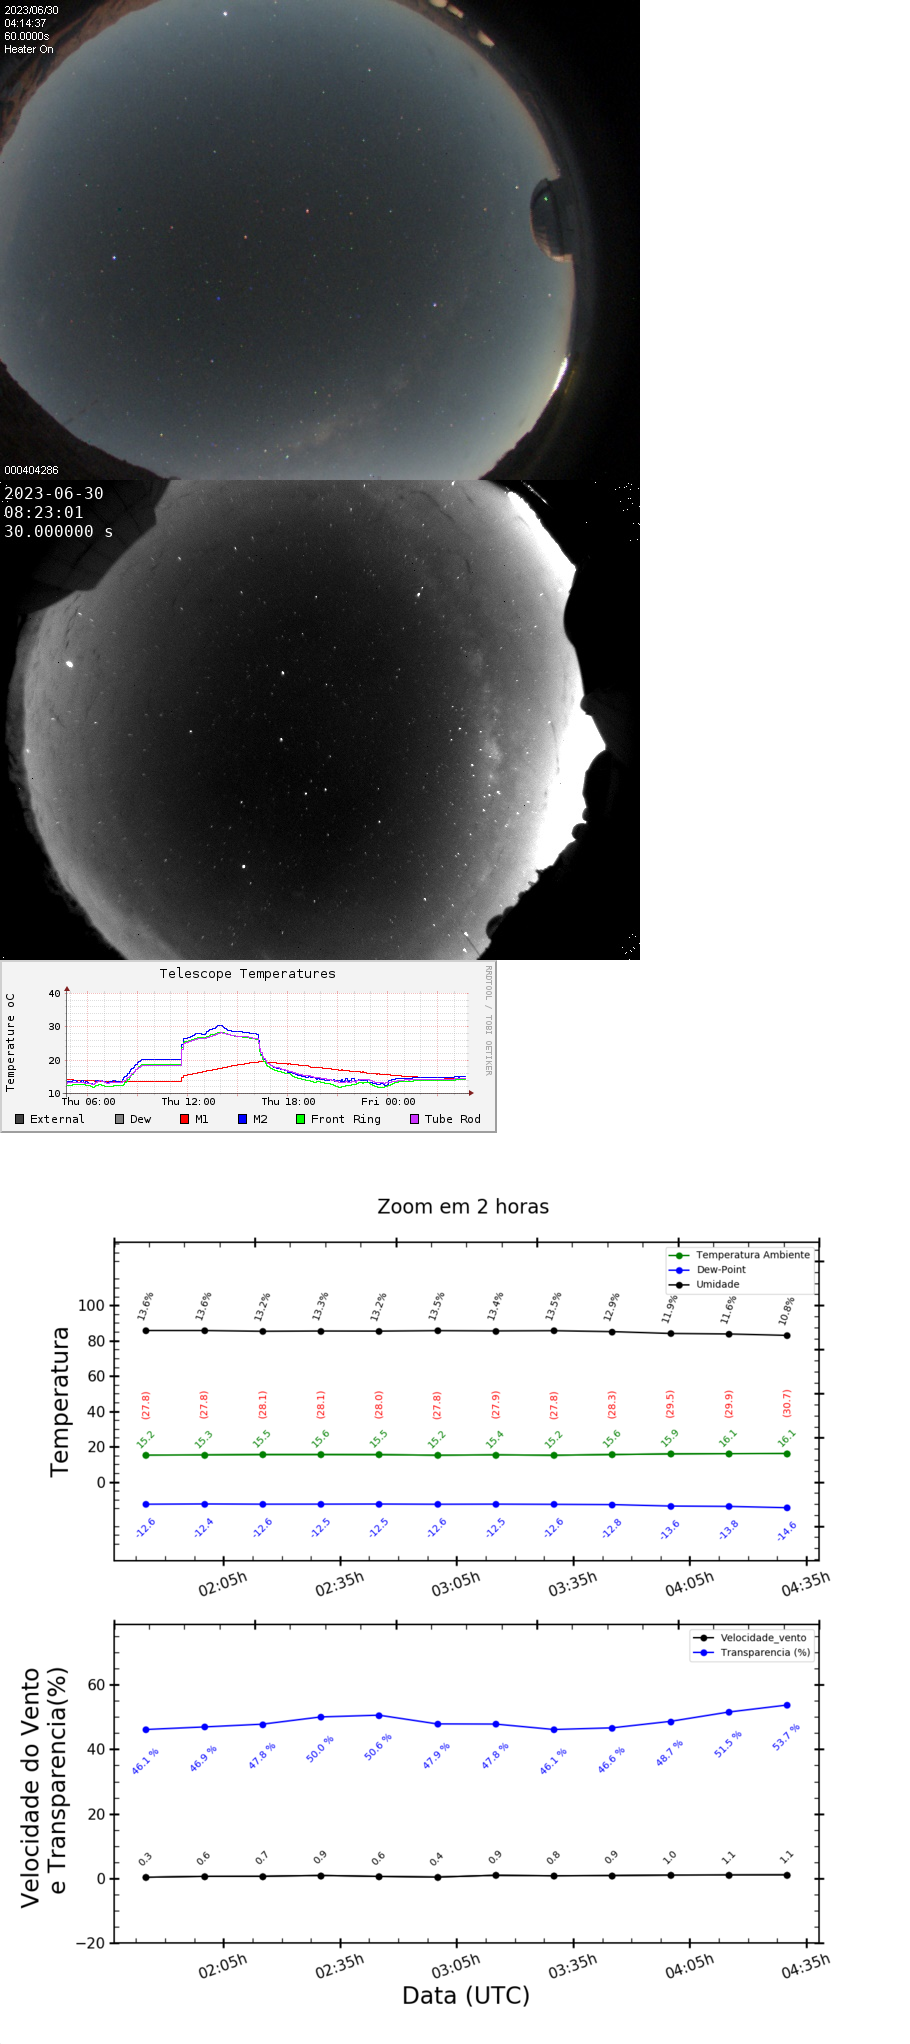 2023/06/30
04:14:37
60.0000s
Heater On
000404286
2023-06-30
08:23:01
30.000000 s
Telescope Temperatures
RRDTOOL / TOBI OETIKER
Temperature oC
40
30
20
10
Thu 06:00 Thu 12:00 Thu 18:00 Fri 00:00
External Dew M1 M2 Front Ring Tube Rod
Zoom em 2 horas
Temperatura Ambiente
Dew-Point
Umidade
Temperatura
100
80
60
40
20
0
13.6% 13.6% 13.2% 13.3% 13.2% 13.5% 13.4% 13.5% 12.9% 11.9% 11.6% 10.8%
(27.8) (27.8) (28.1) (28.1) (28.0) (27.8) (27.9) (27.8) (28.3) (29.5) (29.9) (30.7)
15.2 15.3 15.5 15.6 15.5 15.2 15.4 15.2 15.6 15.9 16.1 16.1
-12.6 -12.4 -12.6 -12.5 -12.5 -12.6 -12.5 -12.6 -12.8 -13.6 -13.8 -14.6
02:05h 02:35h 03:05h 03:35h 04:05h 04:35h
Velocidade_vento
Transparencia (%)
Velocidade do Vento
e Transparencia(%)
60
40
20
0
−20
46.1 % 46.9 % 47.8 % 50.0 % 50.6 % 47.9 % 47.8 % 46.1 % 46.6 % 48.7 % 51.5 % 53.7 %
0.3 0.6 0.7 0.9 0.6 0.4 0.9 0.8 0.9 1.0 1.1 1.1
02:05h 02:35h 03:05h 03:35h 04:05h 04:35h
Data (UTC)